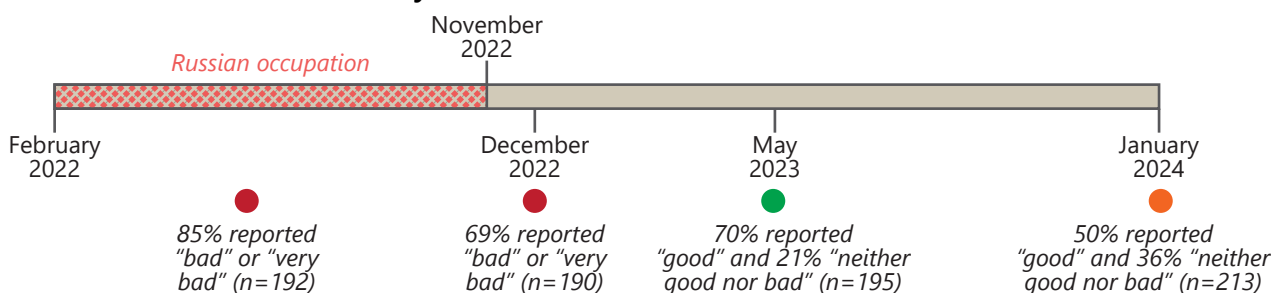 November
2022
Russian occupation
February
2022
December
2022
May
2023
January
2024
85% reported
“bad” or “very
bad” (n=192)
69% reported
“bad” or “very
bad” (n=190)
70% reported
“good” and 21% “neither
good nor bad” (n=195)
50% reported
“good” and 36% “neither
good nor bad” (n=213)